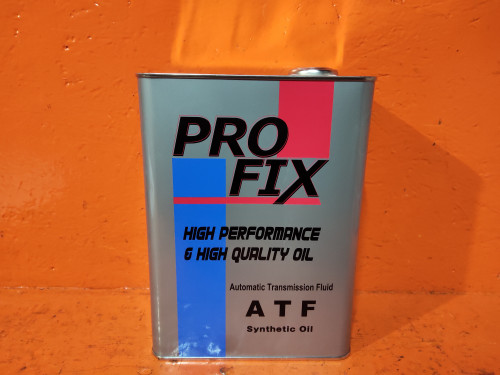 PRO
FIX
HIGH PERFORMANCE
& HIGH QUALITY OIL
Automatic Transmission Fluid
ATF
Synthetic Oil